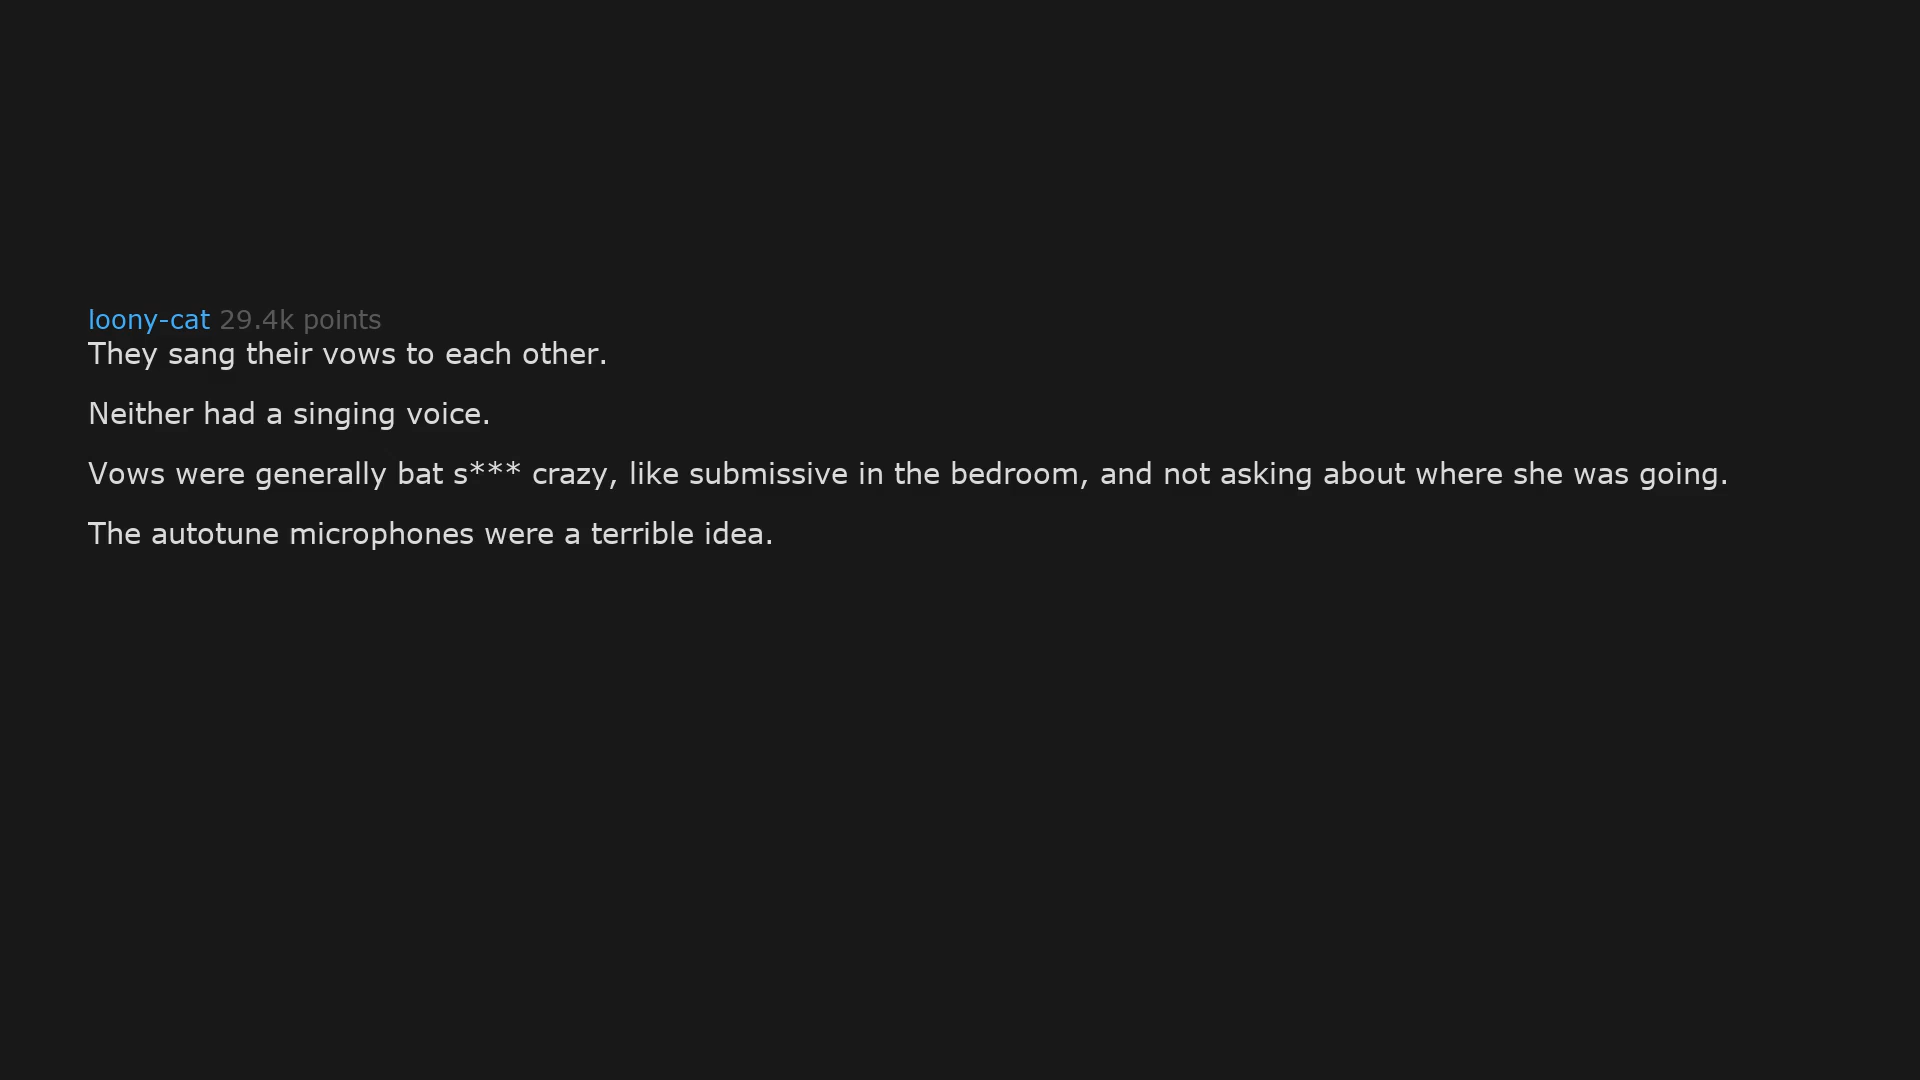 loony-cat 29.4k points
They sang their vows to each other.
Neither had a singing voice.
Vows were generally bat s*** crazy, like submissive in the bedroom, and not asking about where she was going.
The autotune microphones were a terrible idea.